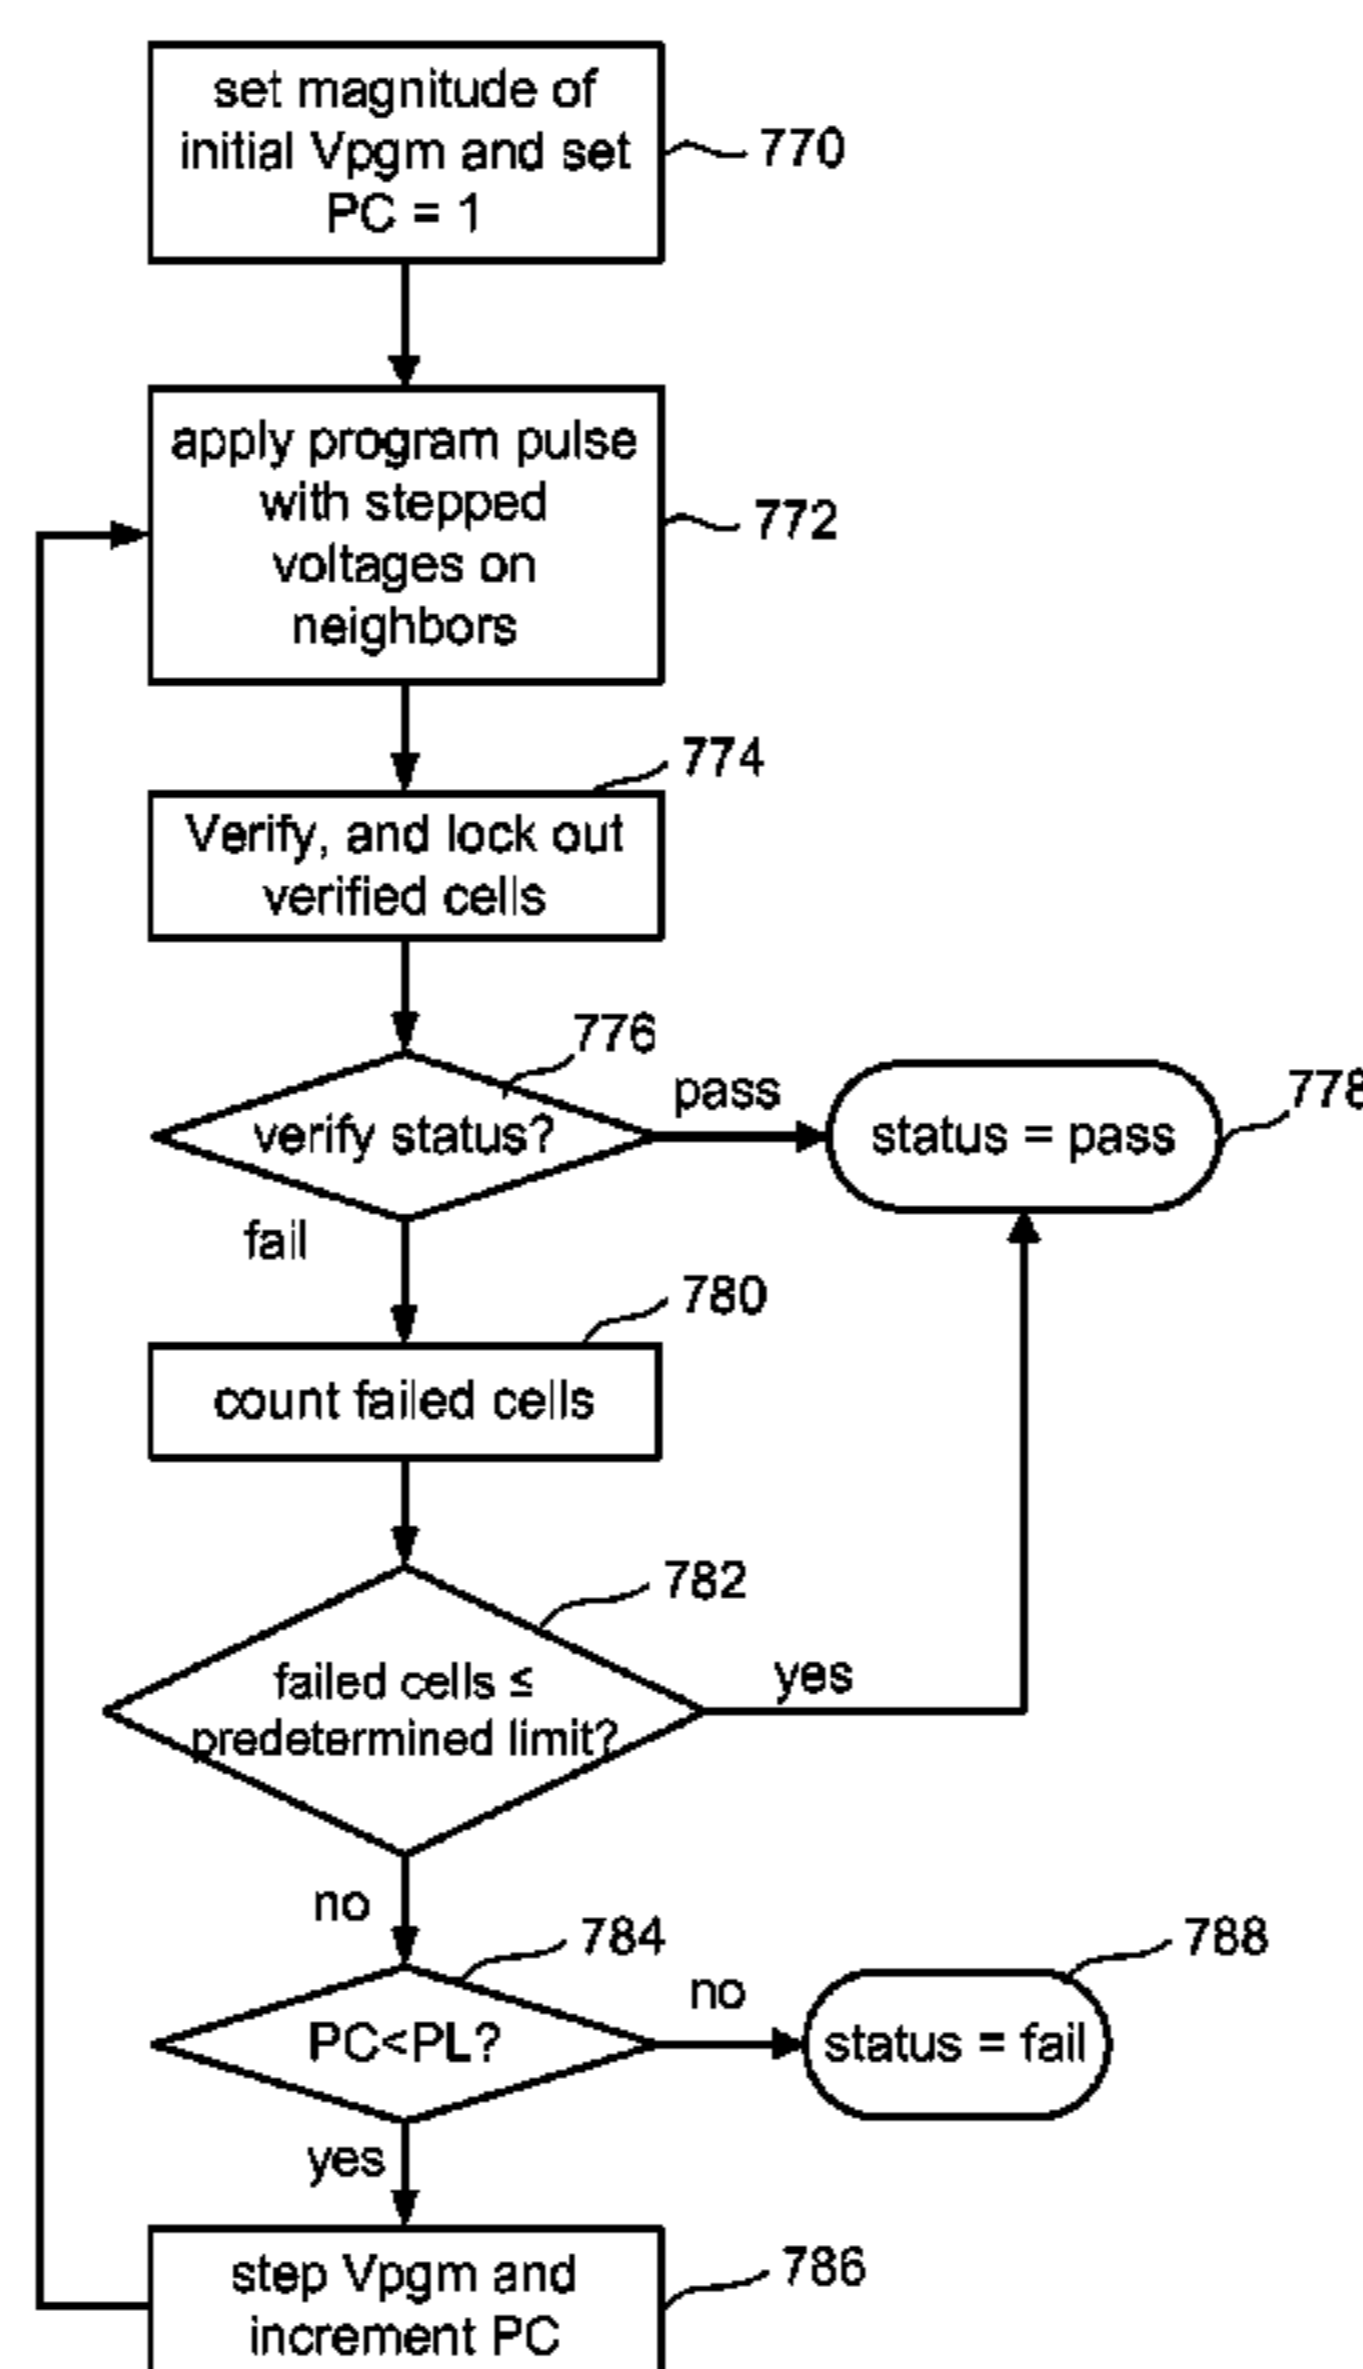 set magnitude of
initial Vpgm and set
PC = 1
770
apply program pulse
with stepped
voltages on
neighbors
772
774
Verify, and lock out
verified cells
776
verify status?
pass
status = pass
778
fail
780
count failed cells
782
failed cells ≤
predetermined limit?
yes
no
784
PC<PL?
no
788
status = fail
yes
step Vpgm and
increment PC
786